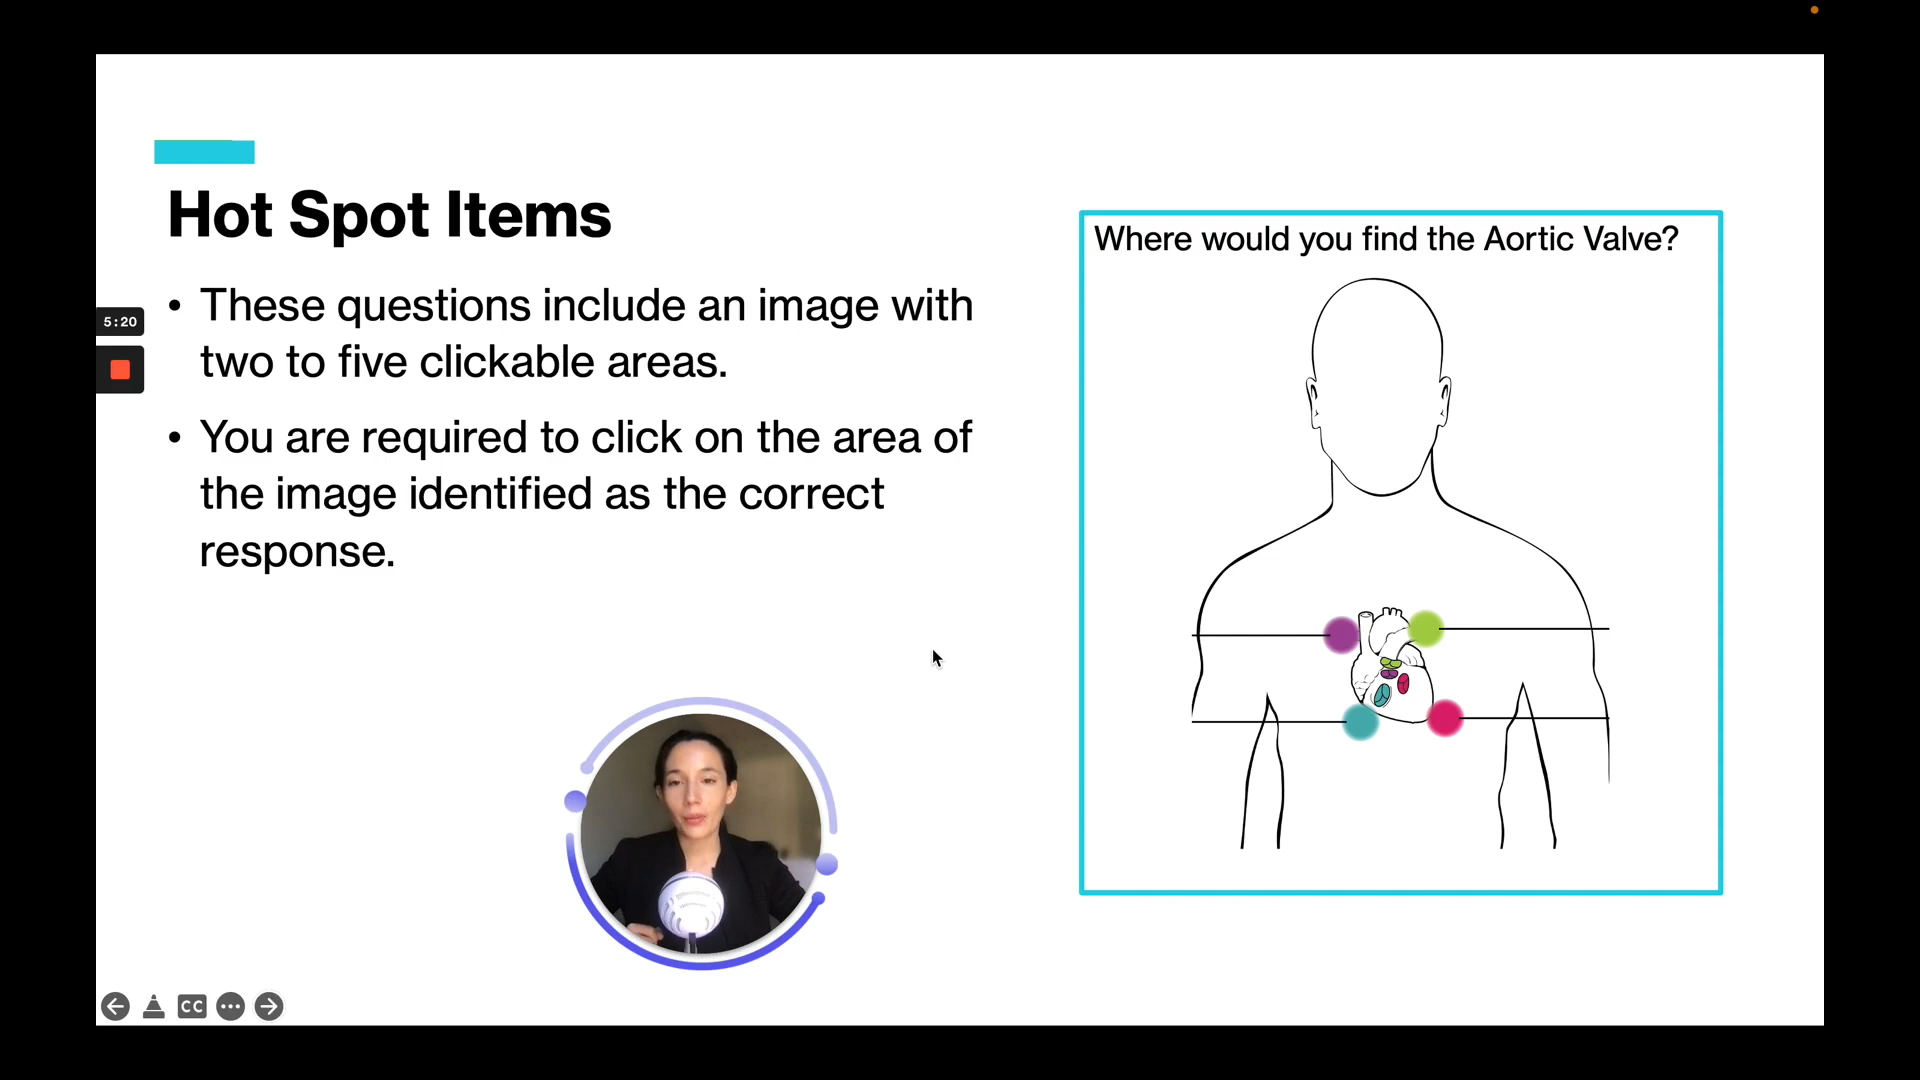 Hot Spot Items
• These questions include an image with
two to five clickable areas.
• You are required to click on the area of
the image identified as the correct
response.
5:20
Where would you find the Aortic Valve?
CC